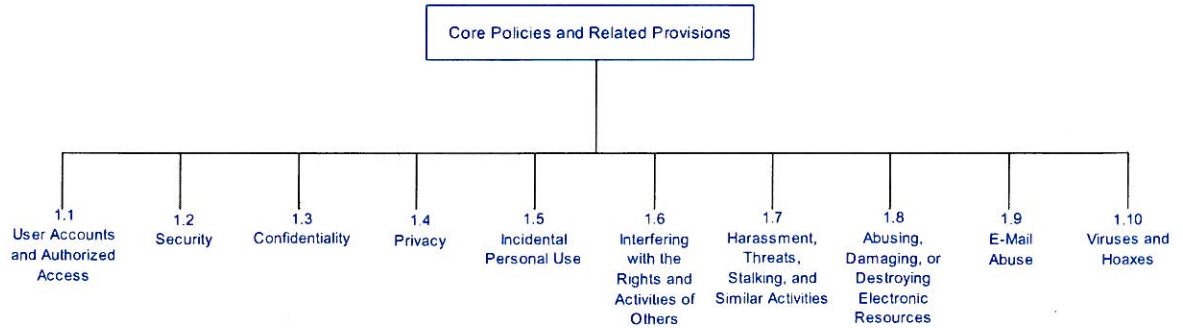 Core Policies and Related Provisions
1.1
User Accounts
and Authorized
Access
1.2
Security
1.3
Confidentiality
1.4
Privacy
1.5
Incidental
Personal Use
1.6
Interfering
with the
Rights and
Activities of
Others
1.7
Harassment,
Threats,
Stalking, and
Similar Activities
1.8
Abusing,
Damaging, or
Destroying
Electronic
Resources
1.9
E-Mail
Abuse
1.10
Viruses and
Hoaxes